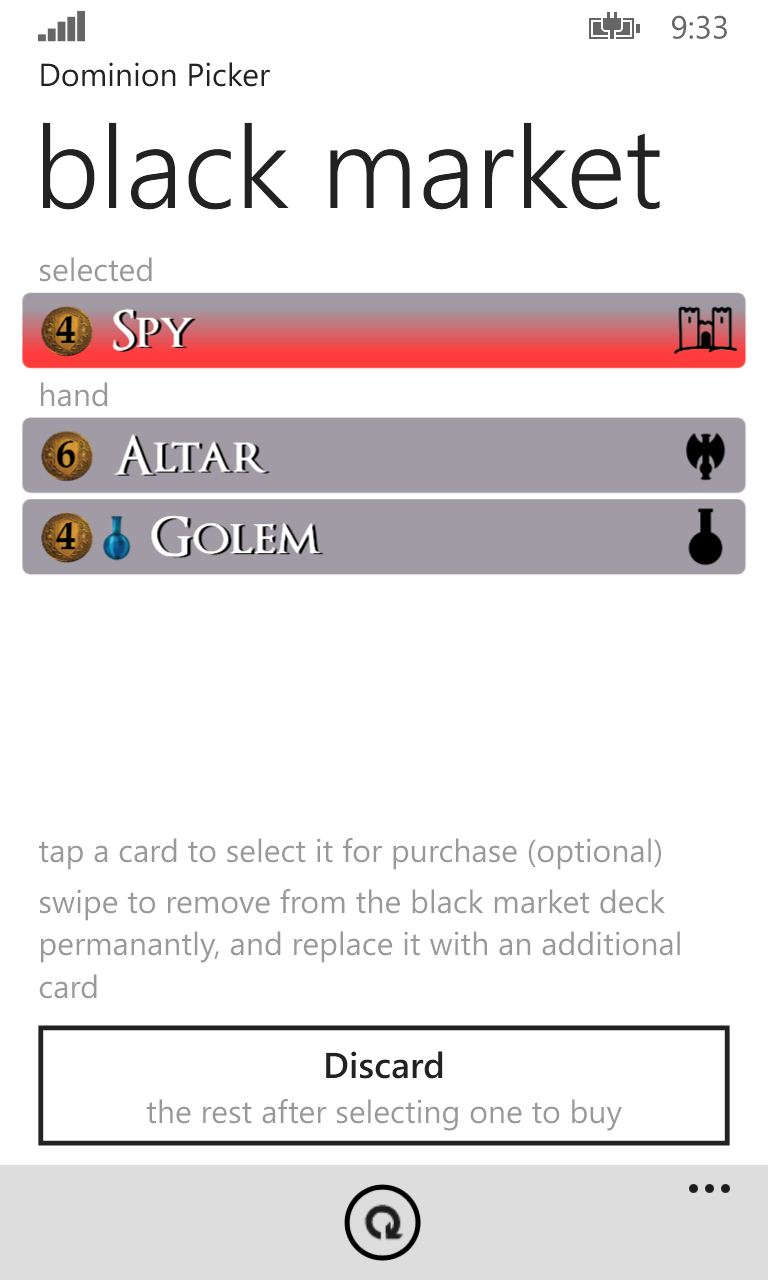 9:33
Dominion Picker
black market
selected
4 Spy
hand
6 Altar
4 Golem
tap a card to select it for purchase (optional)
swipe to remove from the black market deck
permanantly, and replace it with an additional
card
Discard
the rest after selecting one to buy